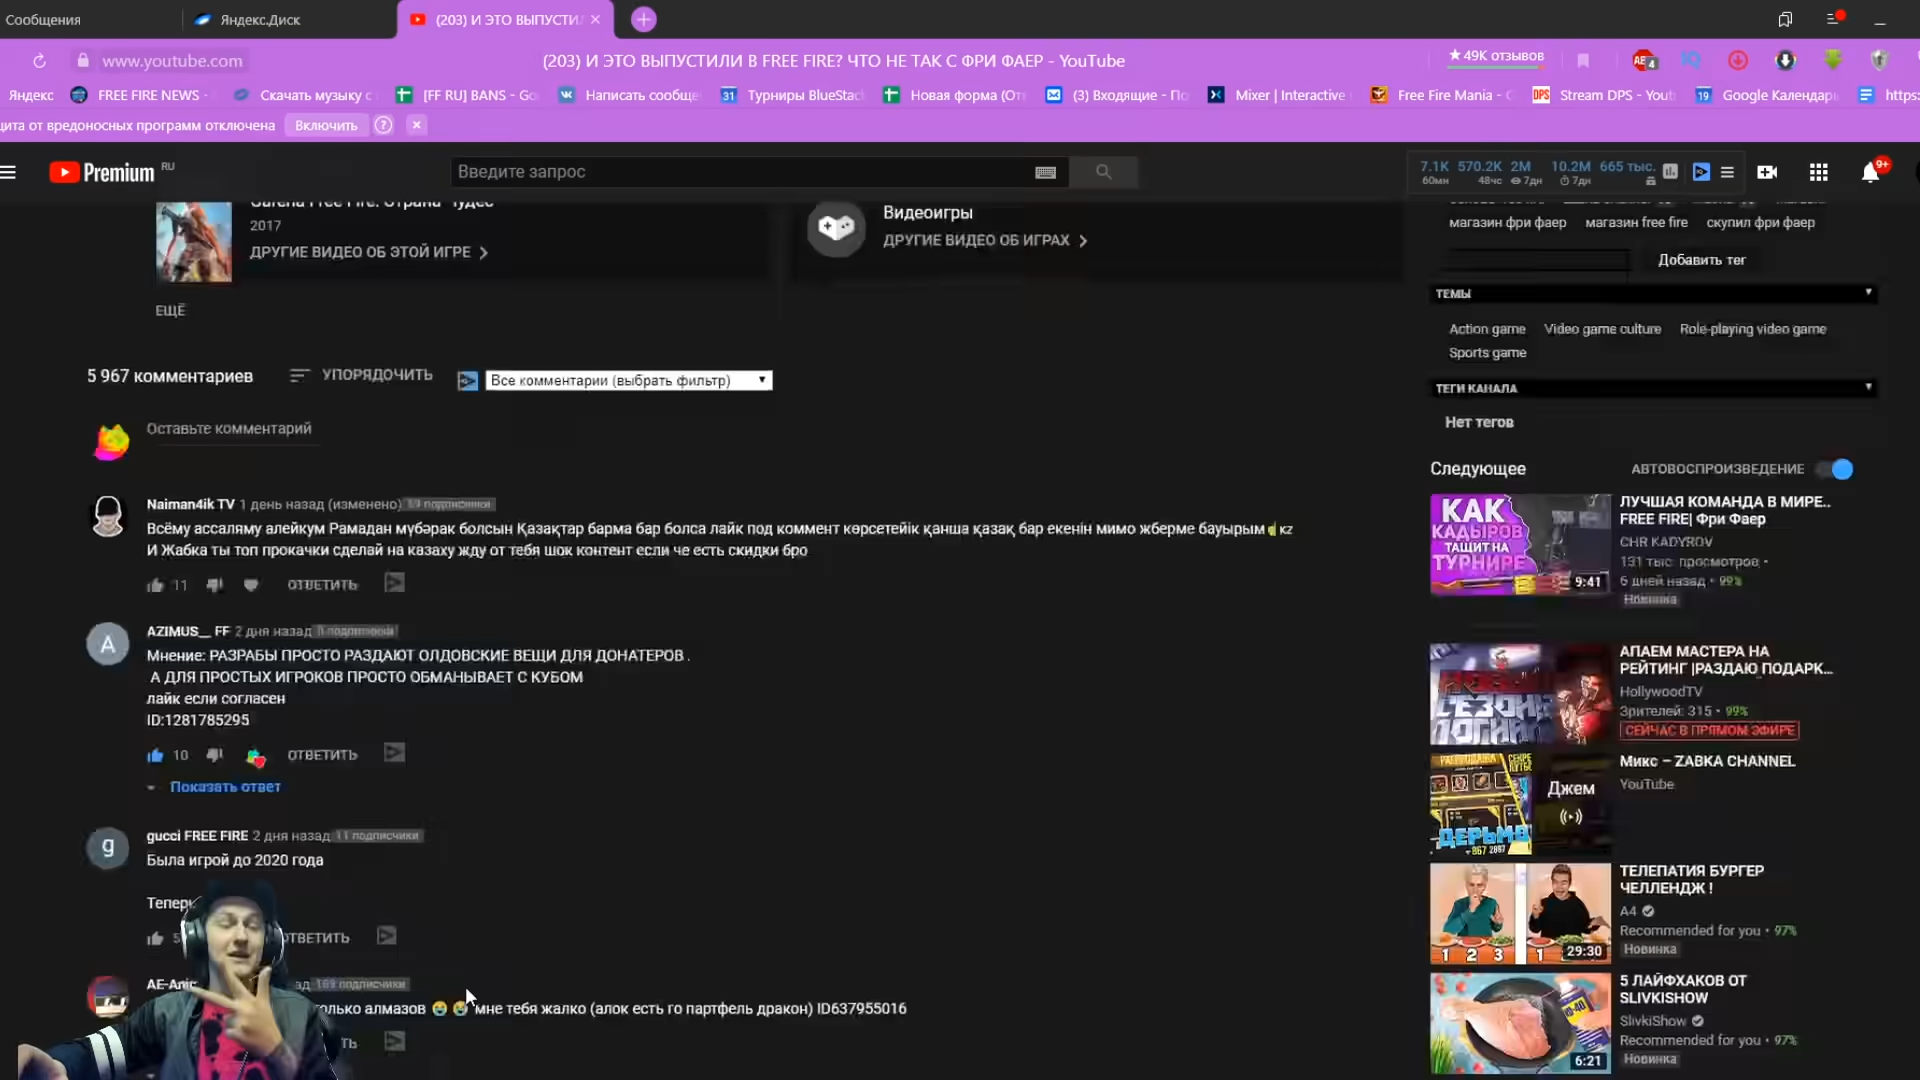 Сообщения
Яндекс.Диск
(203) И ЭТО ВЫПУСТИЛ
www.youtube.com
(203) И ЭТО ВЫПУСТИЛИ В FREE FIRE? ЧТО НЕ ТАК С ФРИ ФАЕР - YouTube
★ 49K отзывов
Яндекс
FREE FIRE NEWS -
Скачать музыку с
[FF RU] BANS - Go
Написать сообще
Турниры BlueStac
Новая форма (От
(3) Входящие - По
Mixer | Interactive
Free Fire Mania - C
Stream DPS - Yout
Google Календарь
https:
щита от вредоносных программ отключена
Включить
Premium RU
Введите запрос
7.1K 570.2K 2M 10.2M 665 тыс.
60мн 48чс 7дн 7дн
9+
Garena Free Fire: Страна Чудес
2017
ДРУГИЕ ВИДЕО ОБ ЭТОЙ ИГРЕ
Видеоигры
ДРУГИЕ ВИДЕО ОБ ИГРАХ
ЕЩЁ
магазин фри фаер магазин free fire скупил фри фаер
Добавить тег
ТЕМЫ
Action game Video game culture Role-playing video game
Sports game
ТЕГИ КАНАЛА
Нет тегов
5 967 комментариев
УПОРЯДОЧИТЬ
Все комментарии (выбрать фильтр)
Оставьте комментарий
Naiman4ik TV 1 день назад (изменено) подписчики
Всёму ассаляму алейкум Рамадан мүбәрак болсын Қазақтар барма бар болса лайк под коммент көрсетейік қанша қазақ бар екенін мимо жберме бауырым KZ
И Жабка ты топ прокачки сделай на казаху жду от тебя шок контент если че есть скидки бро
11
ОТВЕТИТЬ
A
AZIMUS__ FF 2 дня назад подписчики
Мнение: РАЗРАБЫ ПРОСТО РАЗДАЮТ ОЛДОВСКИЕ ВЕЩИ ДЛЯ ДОНАТЕРОВ .
А ДЛЯ ПРОСТЫХ ИГРОКОВ ПРОСТО ОБМАНЫВАЕТ С КУБОМ
лайк если согласен
ID:1281785295
10
ОТВЕТИТЬ
Показать ответ
g
gucci FREE FIRE 2 дня назад 11 подписчики
Была игрой до 2020 года
Теперь
5
ОТВЕТИТЬ
AE-Anic
ад 169 подписчики
олько алмазов 😭 😭 мне тебя жалко (алок есть го партфель дракон) ID637955016
ть
Следующее
АВТОВОСПРОИЗВЕДЕНИЕ
КАК
КАДЫРОВ
ТАЩИТ НА
ТУРНИРЕ
9:41
ЛУЧШАЯ КОМАНДА В МИРЕ..
FREE FIRE| Фри Фаер
CHR KADYROV
131 тыс. просмотров •
6 дней назад • 99%
Новинка
АПАЕМ МАСТЕРА НА
РЕЙТИНГ |РАЗДАЮ ПОДАРК...
HollywoodTV
Зрителей: 315 • 99%
СЕЙЧАС В ПРЯМОМ ЭФИРЕ
ДЕРЬМО
Джем
Микс – ZABKA CHANNEL
YouTube
1 2 3 1
29:30
ТЕЛЕПАТИЯ БУРГЕР
ЧЕЛЛЕНДЖ !
A4
Recommended for you • 97%
Новинка
6:21
5 ЛАЙФХАКОВ ОТ
SLIVKISHOW
SlivkiShow
Recommended for you • 97%
Новинка